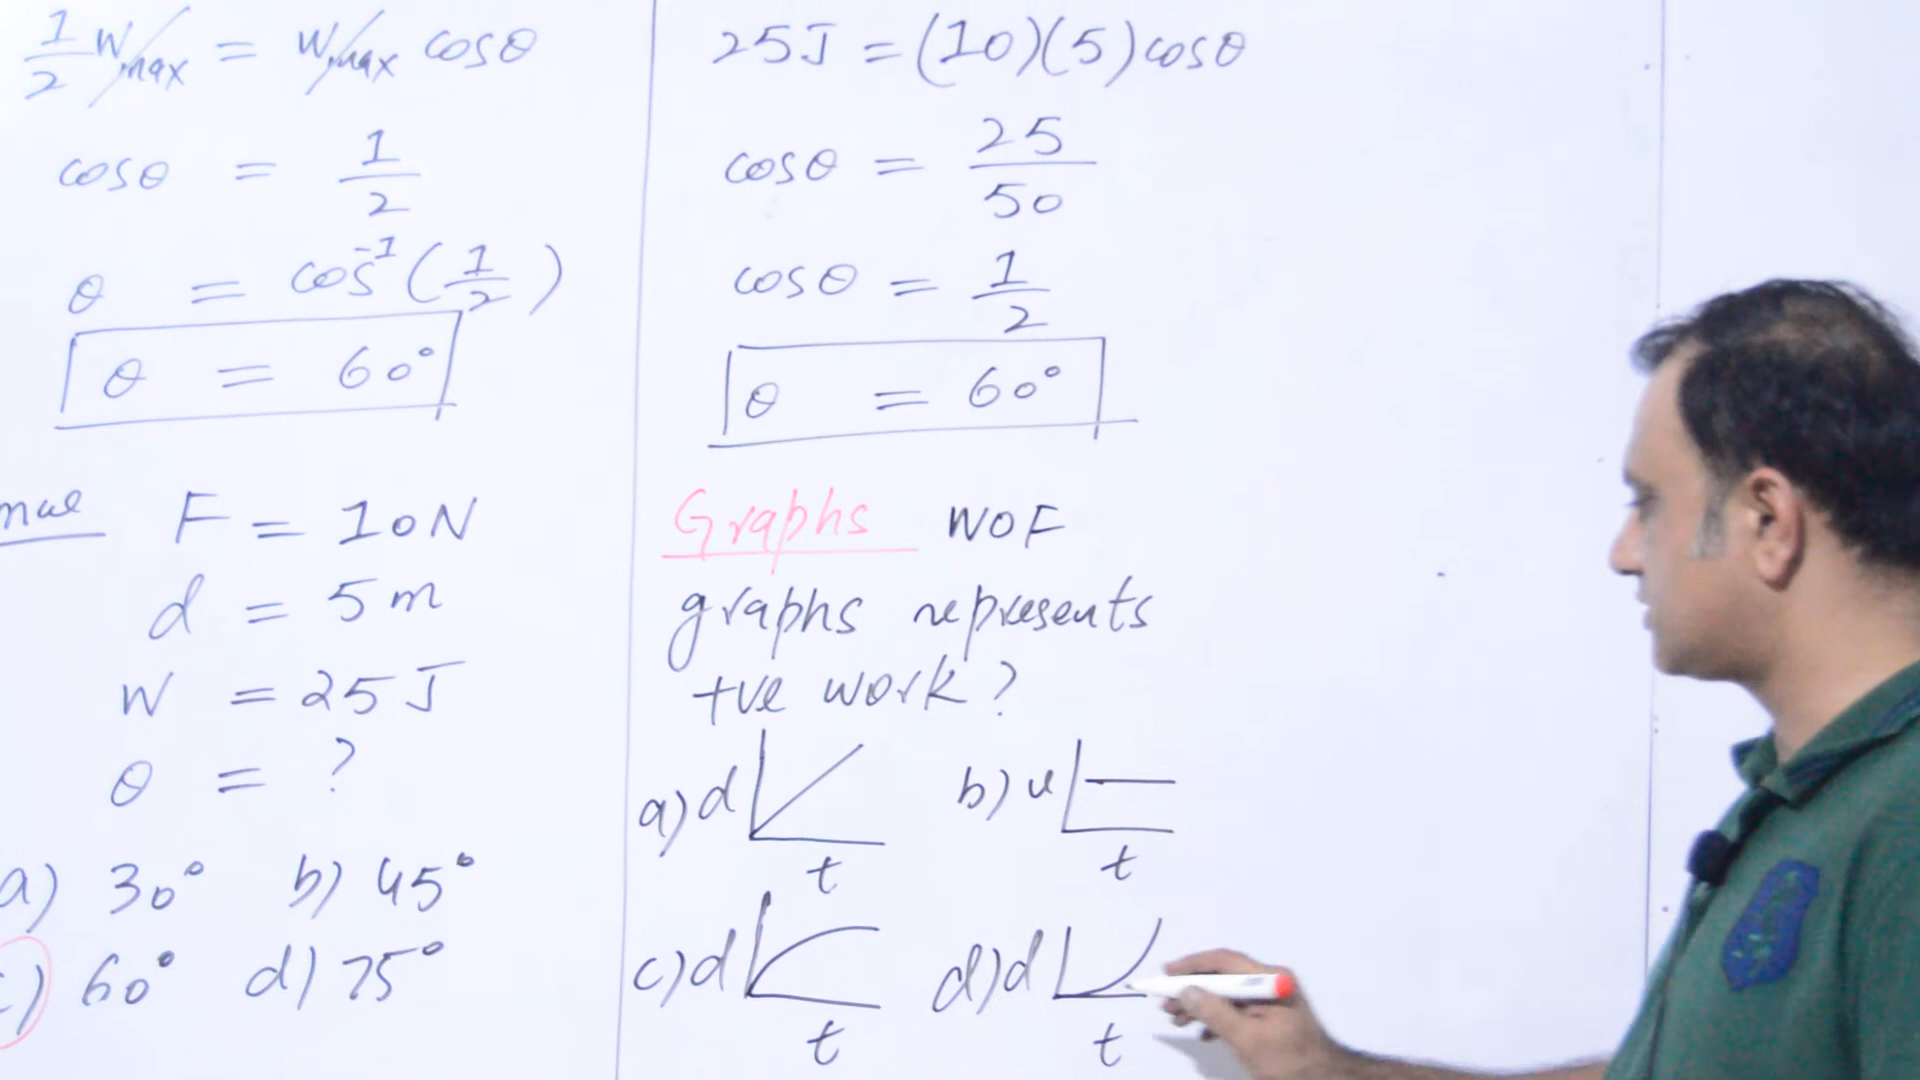 1/2 Wmax = Wmax cosθ
cosθ = 1/2
θ = cos⁻¹(1/2)
θ = 60°
F = 10N
d = 5m
W = 25J
θ = ?
a) 30° b) 45°
60° d) 75°
25J = (10)(5)cosθ
cosθ = 25/50
cosθ = 1/2
θ = 60°
Graphs WOF
graphs represents
+ve work?
a) d t b) v t
c) d t d) d t